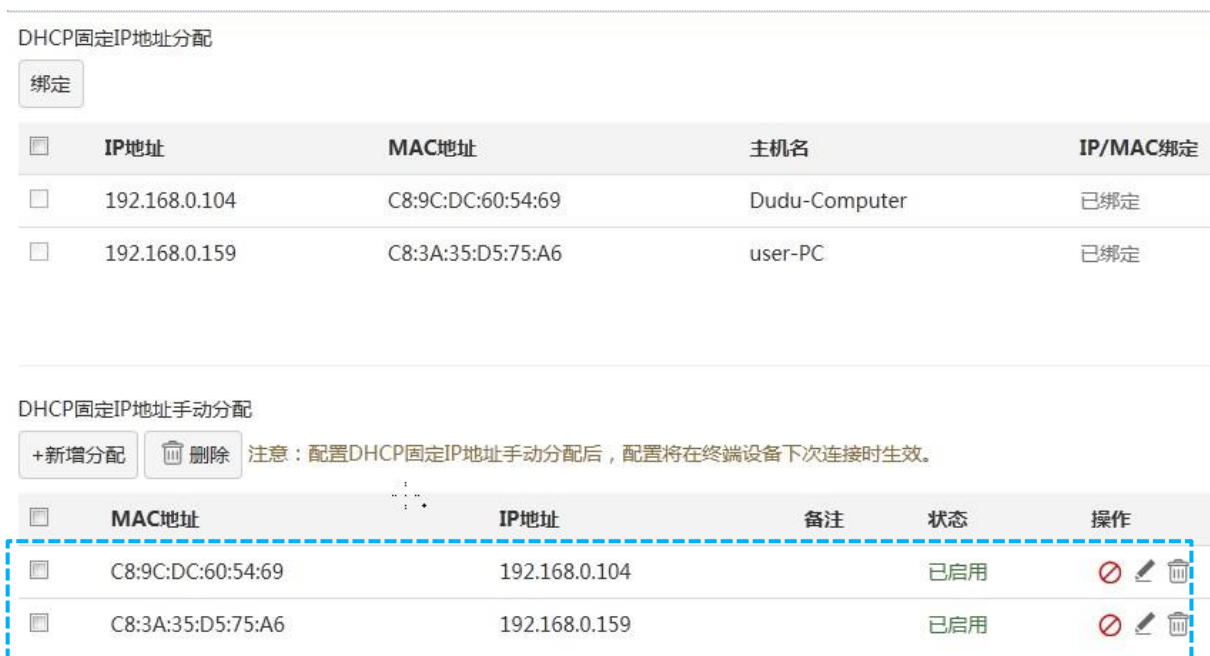 DHCP固定IP地址分配
绑定
IP地址 MAC地址 主机名 IP/MAC绑定
192.168.0.104 C8:9C:DC:60:54:69 Dudu-Computer 已绑定
192.168.0.159 C8:3A:35:D5:75:A6 user-PC 已绑定
DHCP固定IP地址手动分配
+新增分配 删除 注意：配置DHCP固定IP地址手动分配后，配置将在终端设备下次连接时生效。
MAC地址 IP地址 备注 状态 操作
C8:9C:DC:60:54:69 192.168.0.104 已启用
C8:3A:35:D5:75:A6 192.168.0.159 已启用